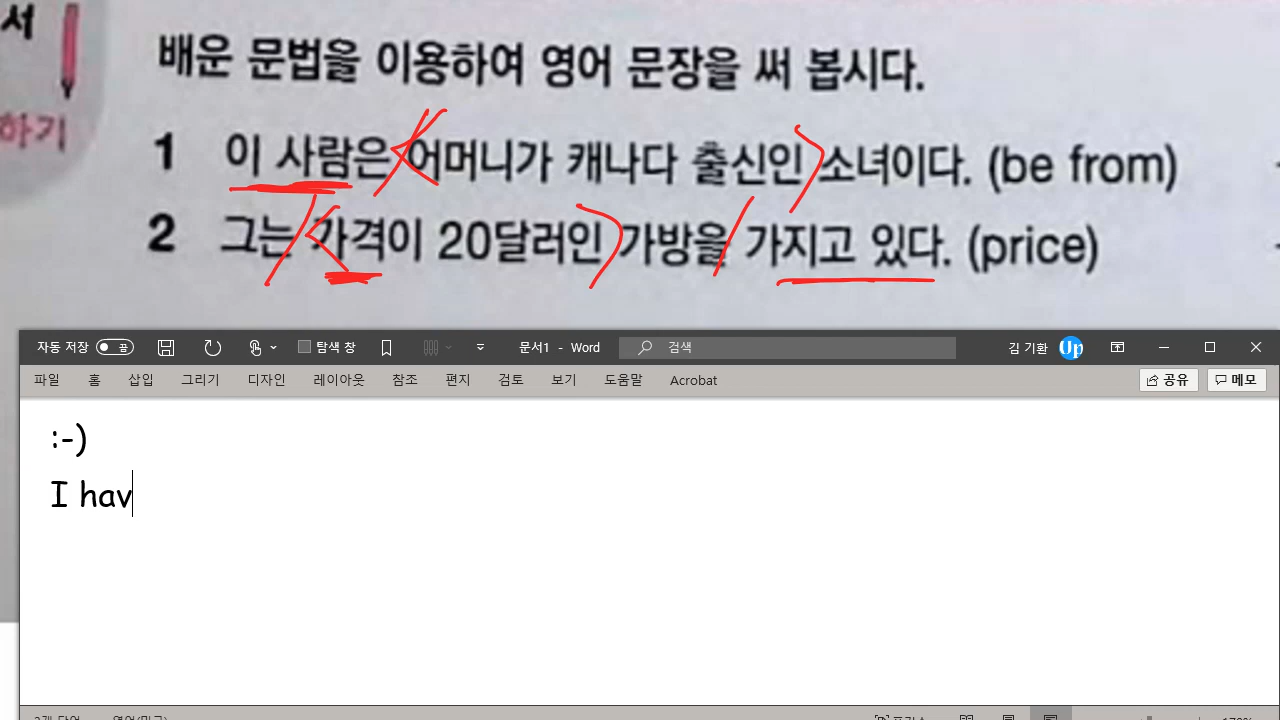 서
배운 문법을 이용하여 영어 문장을 써 봅시다.
하기
1 이 사람은 어머니가 캐나다 출신인 소녀이다. (be from)
2 그는 가격이 20달러인 가방을 가지고 있다. (price)
자동 저장 끔 탐색 창 문서1 - Word 검색 김 기환 Up
파일 홈 삽입 그리기 디자인 레이아웃 참조 편지 검토 보기 도움말 Acrobat 공유 메모
:-)
I hav